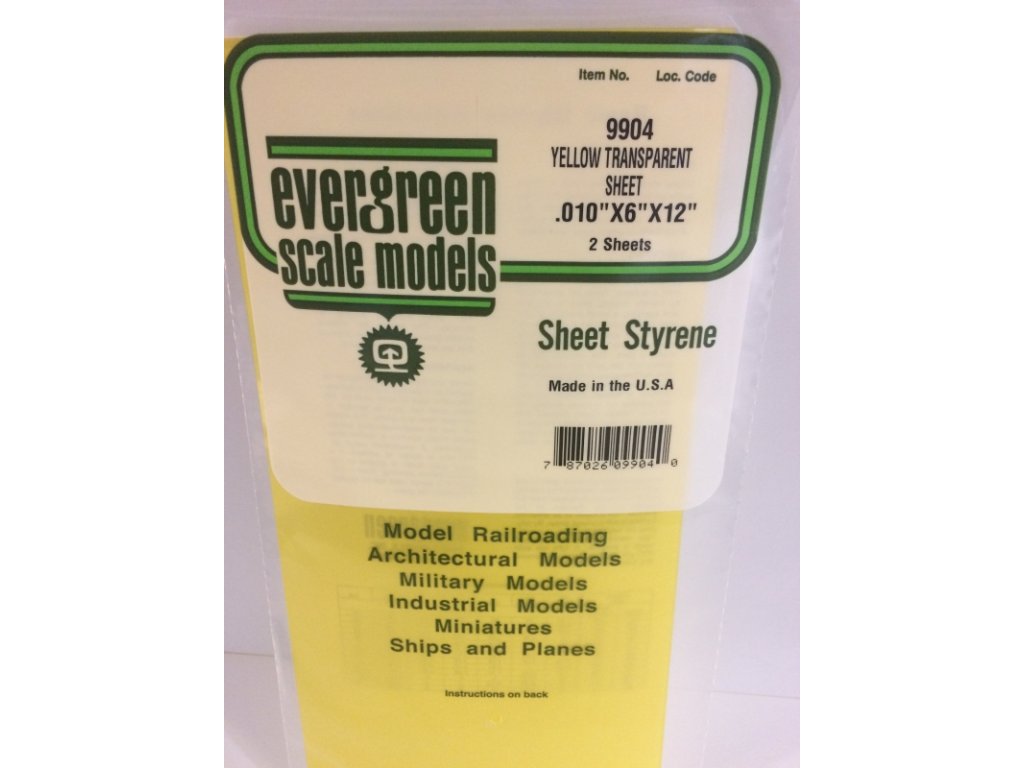 Item No. Loc. Code
9904
YELLOW TRANSPARENT
SHEET
.010"X6"X12"
2 Sheets
evergreen
scale models
Sheet Styrene
Made in the U.S.A
7 87026 09904 0
Model Railroading
Architectural Models
Military Models
Industrial Models
Miniatures
Ships and Planes
Instructions on back